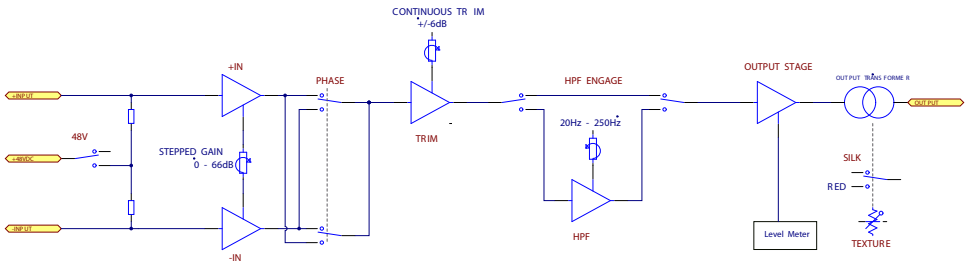 CONTINUOUS TR IM
+/-6dB
+IN
PHASE
HPF ENGAGE
OUTPUT STAGE
OUTPUT TRANS FORME R
+INPUT
OUTPUT
48V
STEPPED GAIN
0 - 66dB
TRIM
20Hz - 250Hz
+48VDC
SILK
RED
-INPUT
-IN
HPF
Level Meter
TEXTURE